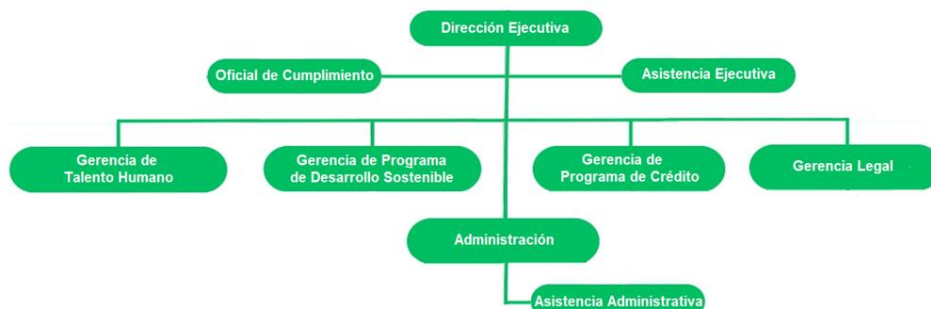 Dirección Ejecutiva
Oficial de Cumplimiento
Asistencia Ejecutiva
Gerencia de
Talento Humano
Gerencia de Programa
de Desarrollo Sostenible
Gerencia de
Programa de Crédito
Gerencia Legal
Administración
Asistencia Administrativa